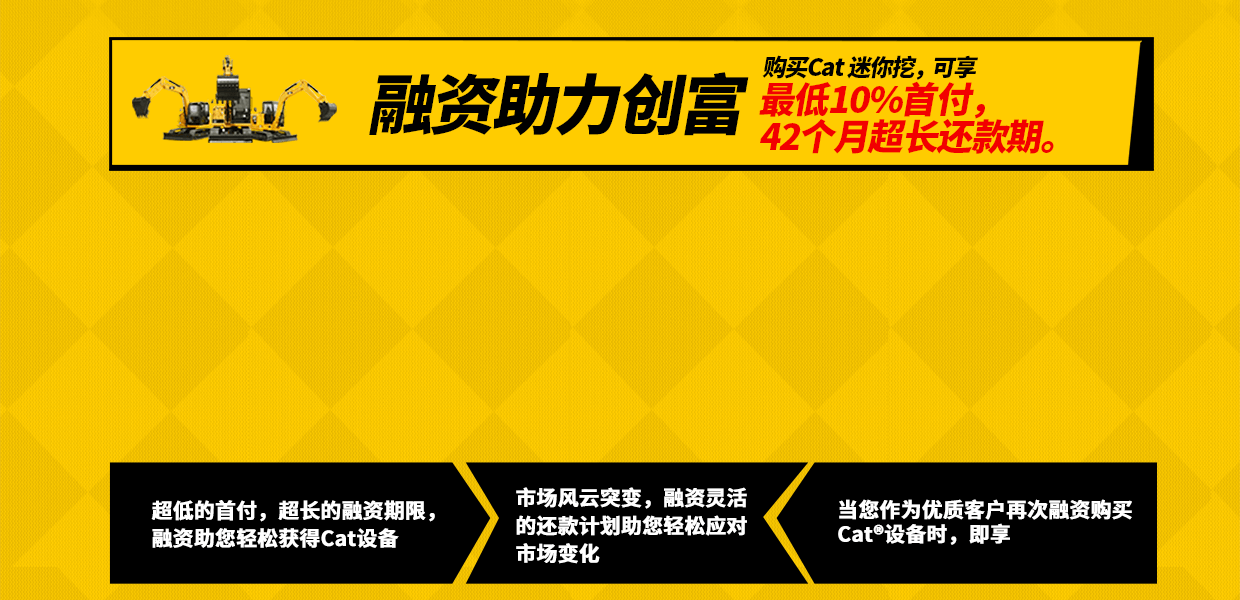 融资助力创富
购买Cat 迷你挖，可享
最低10%首付，
42个月超长还款期。
超低的首付，超长的融资期限，
融资助您轻松获得Cat设备
市场风云突变，融资灵活
的还款计划助您轻松应对
市场变化
当您作为优质客户再次融资购买
Cat®设备时，即享